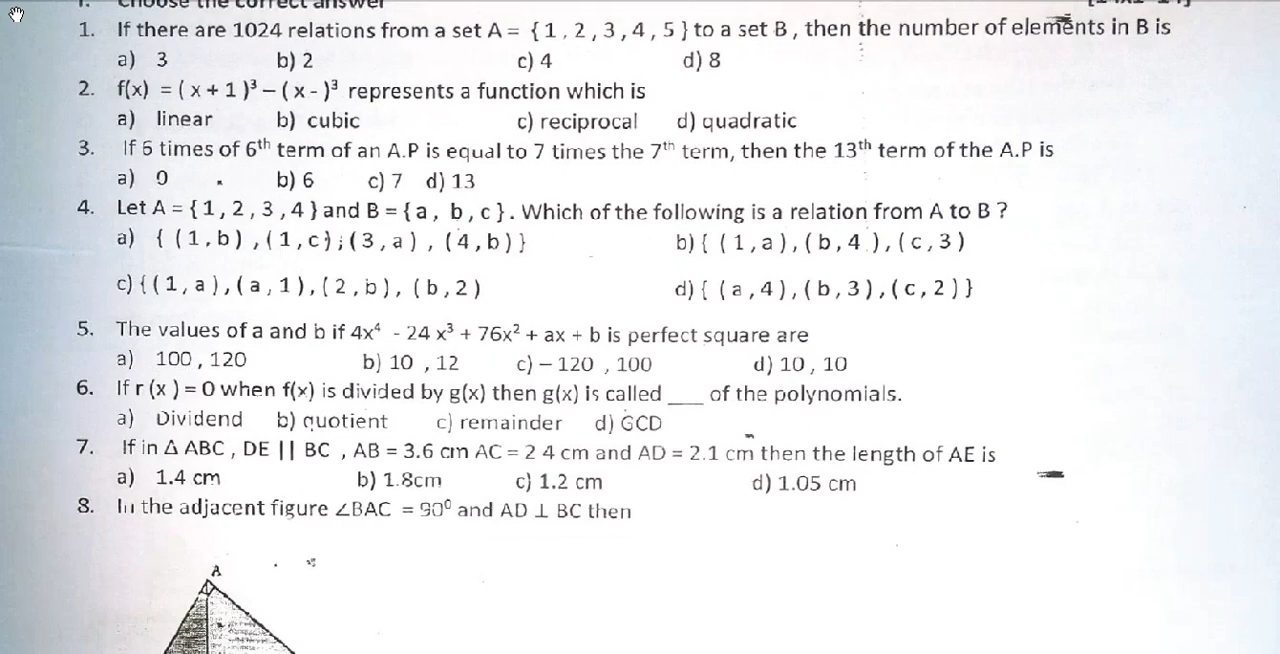 1. If there are 1024 relations from a set A = { 1 , 2 , 3 , 4 , 5 } to a set B , then the number of elements in B is
a) 3 b) 2 c) 4 d) 8
2. f(x) = ( x + 1 )³ – ( x - )³ represents a function which is
a) linear b) cubic c) reciprocal d) quadratic
3. If 6 times of 6th term of an A.P is equal to 7 times the 7th term, then the 13th term of the A.P is
a) 0 b) 6 c) 7 d) 13
4. Let A = { 1 , 2 , 3 , 4 } and B = { a , b , c } . Which of the following is a relation from A to B ?
a) { ( 1 , b ) , ( 1 , c ) ; ( 3 , a ) , ( 4 , b ) } b) { ( 1 , a ) , ( b , 4 ) , ( c , 3 )
c) { ( 1 , a ) , ( a , 1 ) , ( 2 , b ) , ( b , 2 ) d) { ( a , 4 ) , ( b , 3 ) , ( c , 2 ) }
5. The values of a and b if 4x⁴ - 24 x³ + 76x² + ax + b is perfect square are
a) 100 , 120 b) 10 , 12 c) – 120 , 100 d) 10 , 10
6. If r ( x ) = 0 when f(x) is divided by g(x) then g(x) is called ____ of the polynomials.
a) Dividend b) quotient c) remainder d) GCD
7. If in Δ ABC , DE || BC , AB = 3.6 cm AC = 2 4 cm and AD = 2.1 cm then the length of AE is
a) 1.4 cm b) 1.8cm c) 1.2 cm d) 1.05 cm
8. In the adjacent figure ∠BAC = 90⁰ and AD ⊥ BC then
A